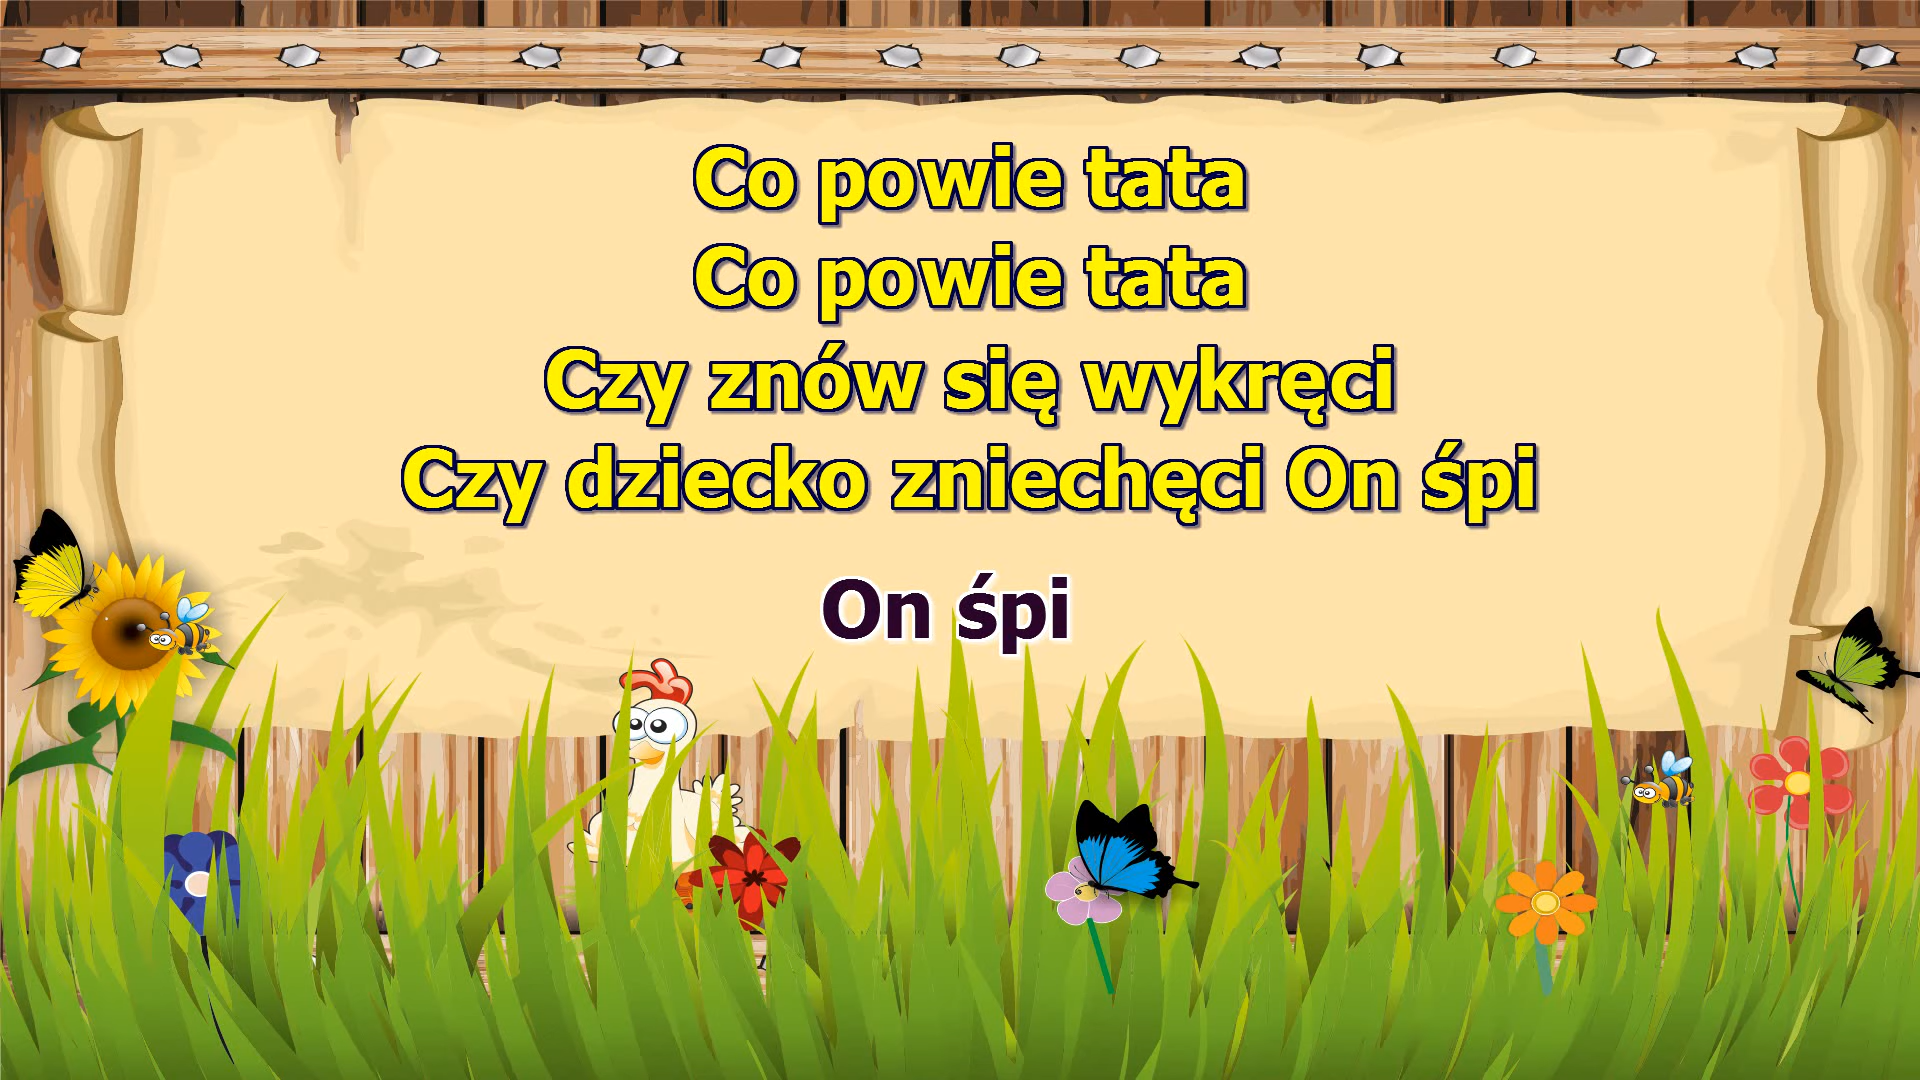 Co powie tata
Co powie tata
Czy znów się wykręci
Czy dziecko zniechęci On śpi
On śpi